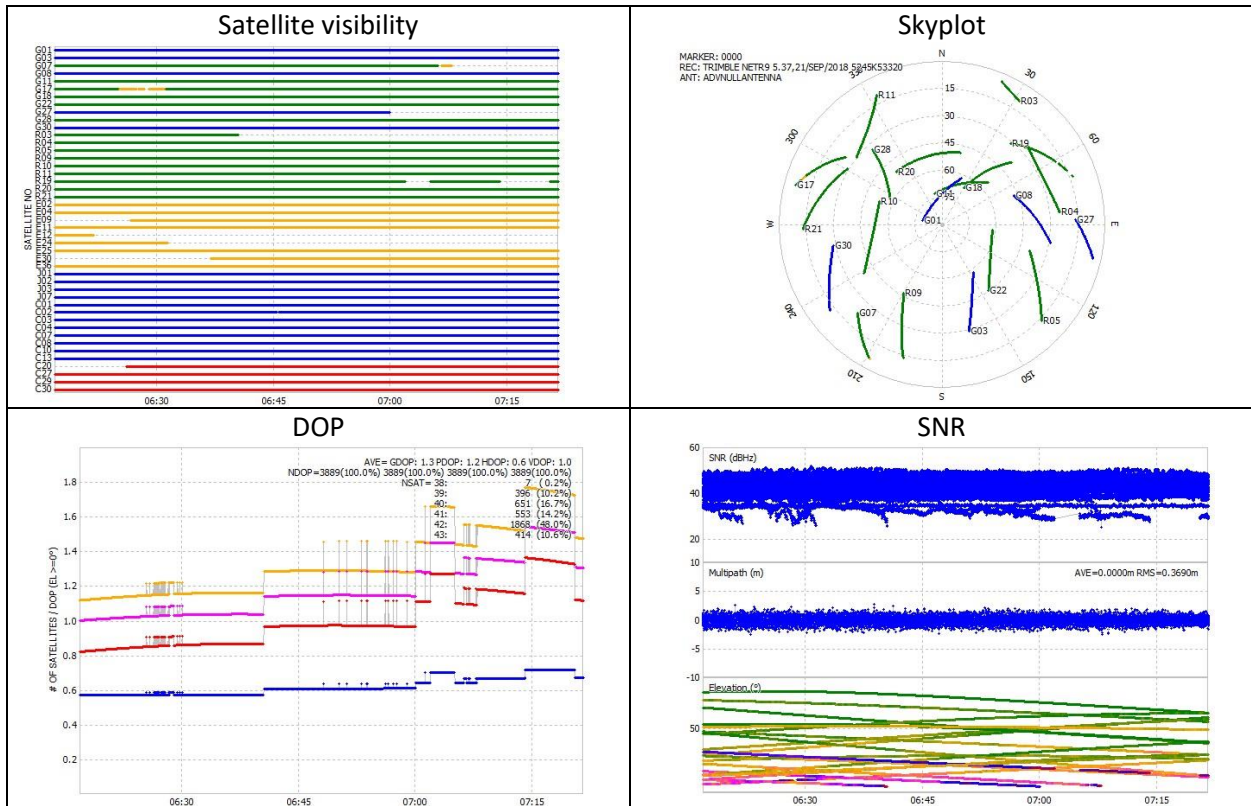 Satellite visibility
SATELLITE NO
G01
G03
G07
G08
G11
G17
G18
G22
G27
G28
G30
R03
R04
R05
R09
R10
R11
R19
R20
R21
E02
E04
E09
E11
E12
E24
E25
E30
E36
J01
J02
J03
J07
C01
C02
C03
C04
C07
C08
C10
C13
C20
C27
C29
C30
06:30 06:45 07:00 07:15
Skyplot
MARKER: 0000
REC: TRIMBLE NETR9 5.37,21/SEP/2018 5245K53320
ANT: ADVNULLANTENNA
N
330
30
15
R11
R03
30
300
60
45
R19
G28
60
R20
G17
G11
G18
75
G08
R10
R04
G01
G27
W
E
R21
G30
G22
R09
240
G07
G03
R05
120
210
150
S
DOP
AVE= GDOP: 1.3 PDOP: 1.2 HDOP: 0.6 VDOP: 1.0
NDOP=3889(100.0%) 3889(100.0%) 3889(100.0%) 3889(100.0%)
NSAT= 38: 7 (0.2%)
39: 396 (10.2%)
40: 651 (16.7%)
41: 553 (14.2%)
42: 1868 (48.0%)
43: 414 (10.6%)
# OF SATELLITES / DOP (EL >=0°)
1.8
1.6
1.4
1.2
1.0
0.8
0.6
0.4
0.2
06:30 06:45 07:00 07:15
SNR
60
SNR (dBHz)
40
20
10
Multipath (m)
AVE=0.0000m RMS=0.3690m
5
0
-5
-10
Elevation (°)
50
06:30 06:45 07:00 07:15